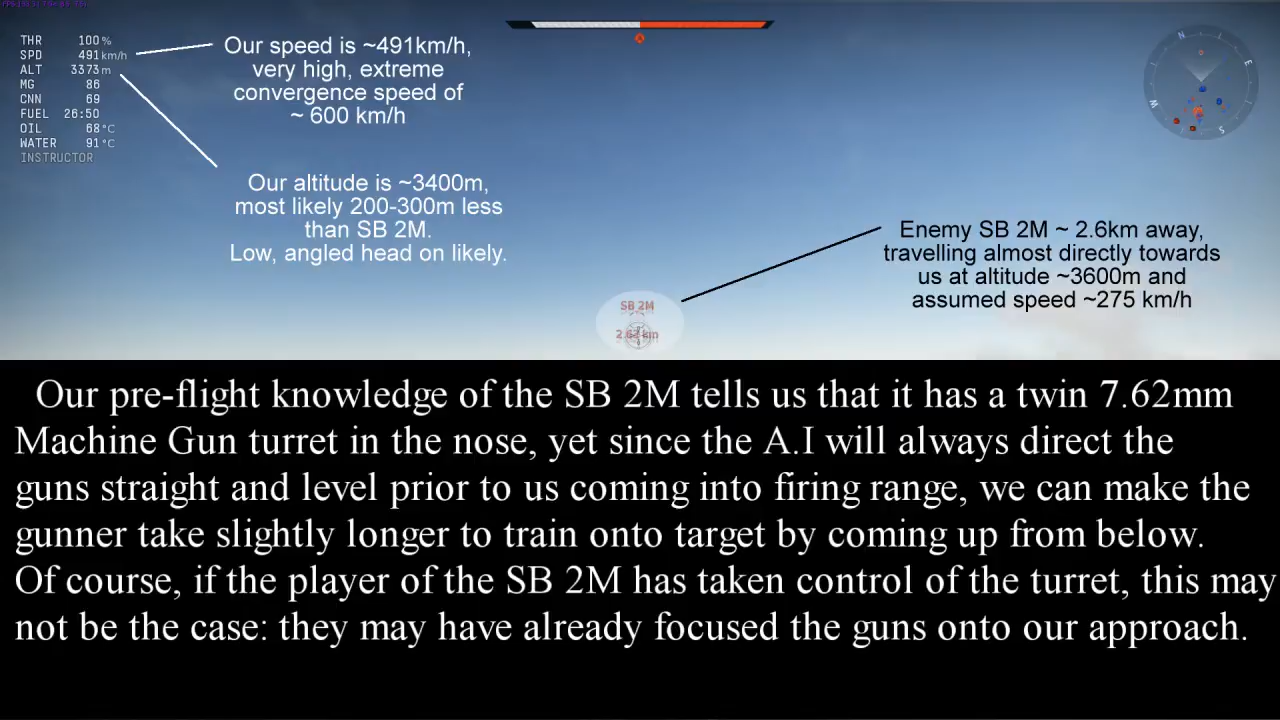 THR 100%
SPD 491 km/h
ALT 3373 m
MG 86
CNN 69
FUEL 26:50
OIL 68°C
WATER 91°C
INSTRUCTOR
Our speed is ~491km/h,
very high, extreme
convergence speed of
~ 600 km/h
Our altitude is ~3400m,
most likely 200-300m less
than SB 2M.
Low, angled head on likely.
N
E
W
S
Enemy SB 2M ~ 2.6km away,
travelling almost directly towards
us at altitude ~3600m and
assumed speed ~275 km/h
SB 2M
Our pre-flight knowledge of the SB 2M tells us that it has a twin 7.62mm
Machine Gun turret in the nose, yet since the A.I will always direct the
guns straight and level prior to us coming into firing range, we can make the
gunner take slightly longer to train onto target by coming up from below.
Of course, if the player of the SB 2M has taken control of the turret, this may
not be the case: they may have already focused the guns onto our approach.